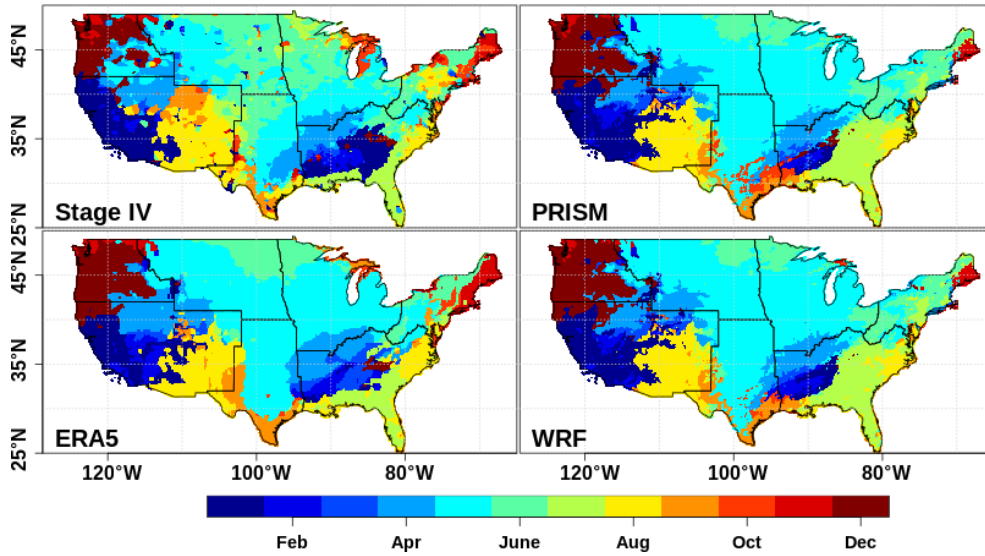 45°N
35°N
25°N
Stage IV
PRISM
45°N
35°N
25°N
ERA5
WRF
120°W 100°W 80°W 120°W 100°W 80°W
Feb Apr June Aug Oct Dec